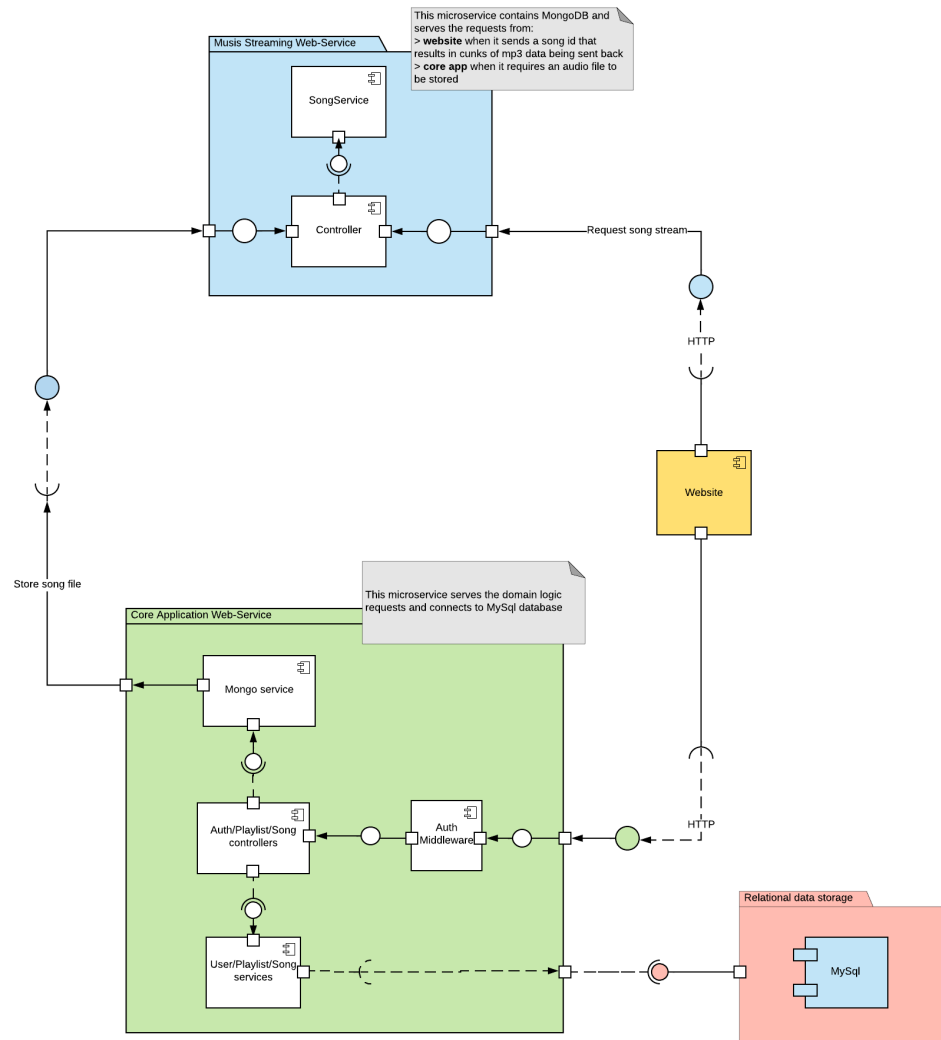 This microservice contains MongoDB and
serves the requests from:
> website when it sends a song id that
results in cunks of mp3 data being sent back
> core app when it requires an audio file to
be stored
Musis Streaming Web-Service
SongService
Controller
Request song stream
HTTP
Website
Store song file
This microservice serves the domain logic
requests and connects to MySql database
Core Application Web-Service
Mongo service
Auth/Playlist/Song
controllers
Auth
Middleware
HTTP
User/Playlist/Song
services
Relational data storage
MySql